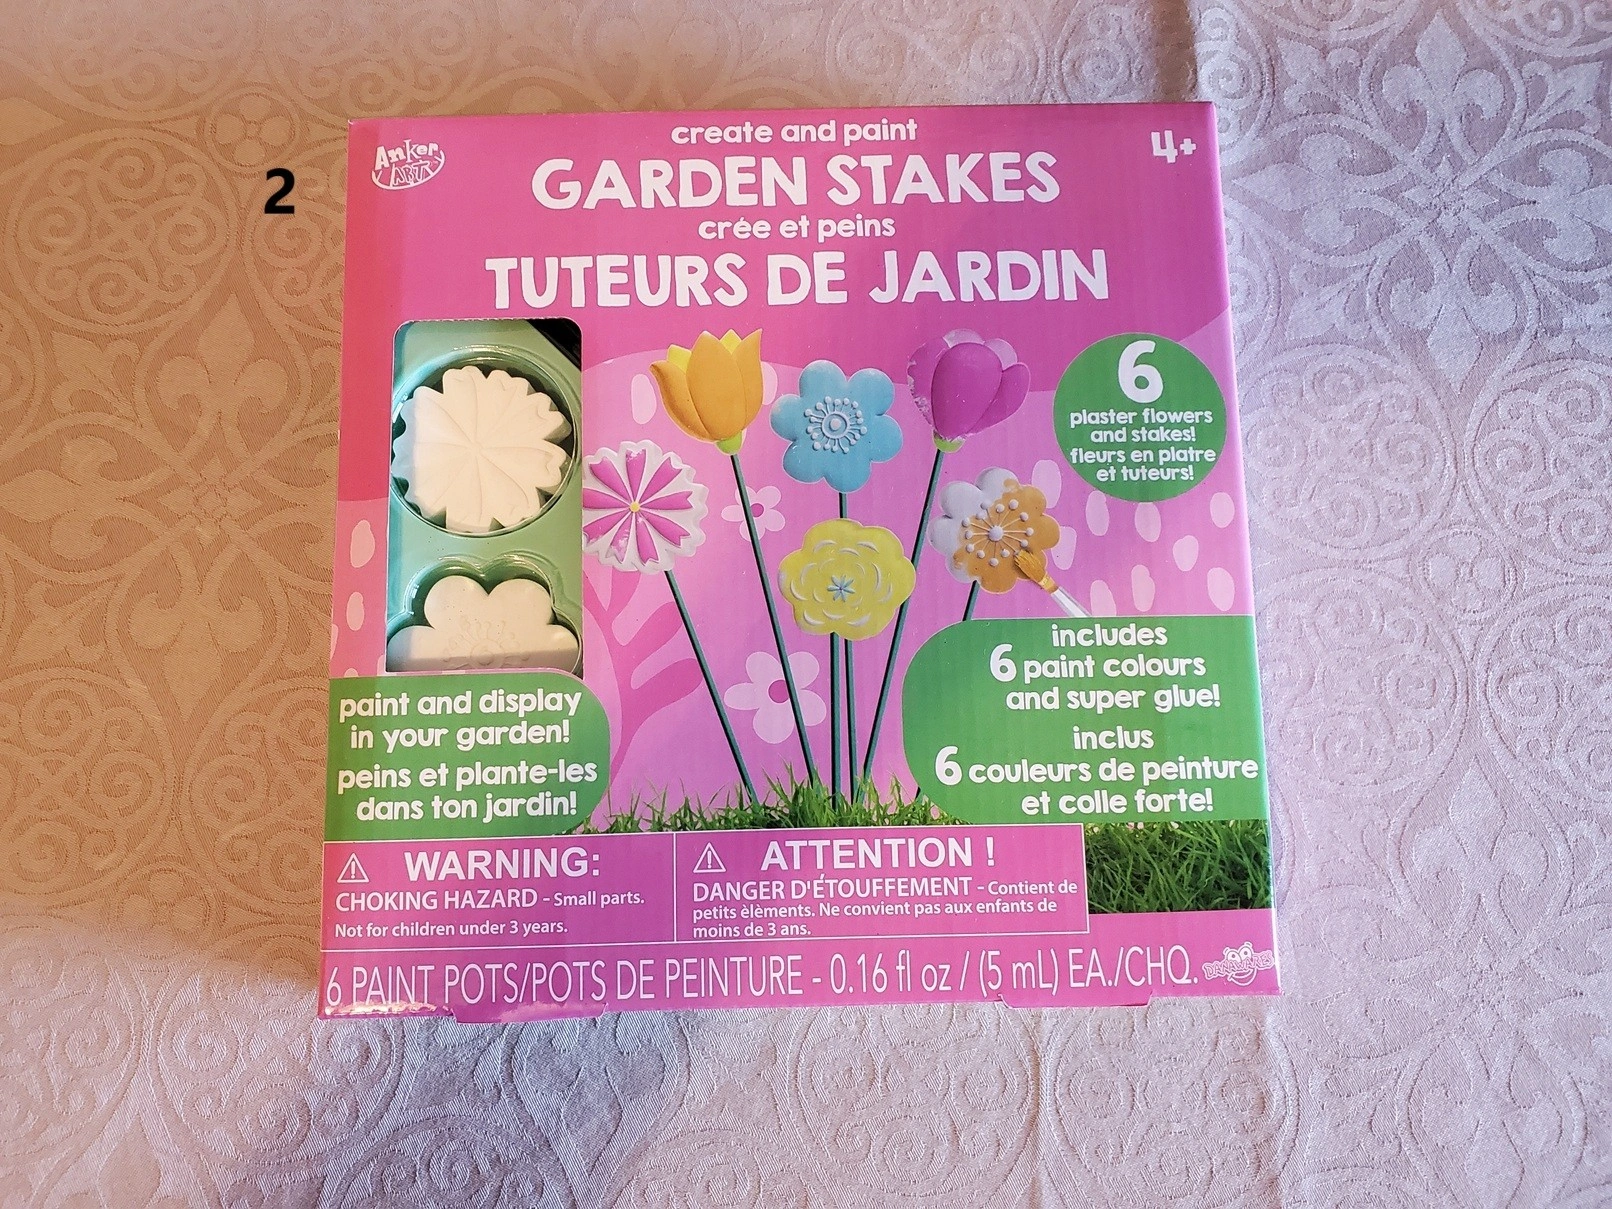 2
Anker
ART
create and paint
4+
GARDEN STAKES
crée et peins
TUTEURS DE JARDIN
6
plaster flowers
and stakes!
fleurs en platre
et tuteurs!
includes
6 paint colours
and super glue!
inclus
6 couleurs de peinture
et colle forte!
paint and display
in your garden!
peins et plante-les
dans ton jardin!
WARNING:
CHOKING HAZARD - Small parts.
Not for children under 3 years.
ATTENTION !
DANGER D'ÉTOUFFEMENT - Contient de
petits èlèments. Ne convient pas aux enfants de
moins de 3 ans.
6 PAINT POTS/POTS DE PEINTURE - 0.16 fl oz / (5 mL) EA./CHQ.
DANAWARES